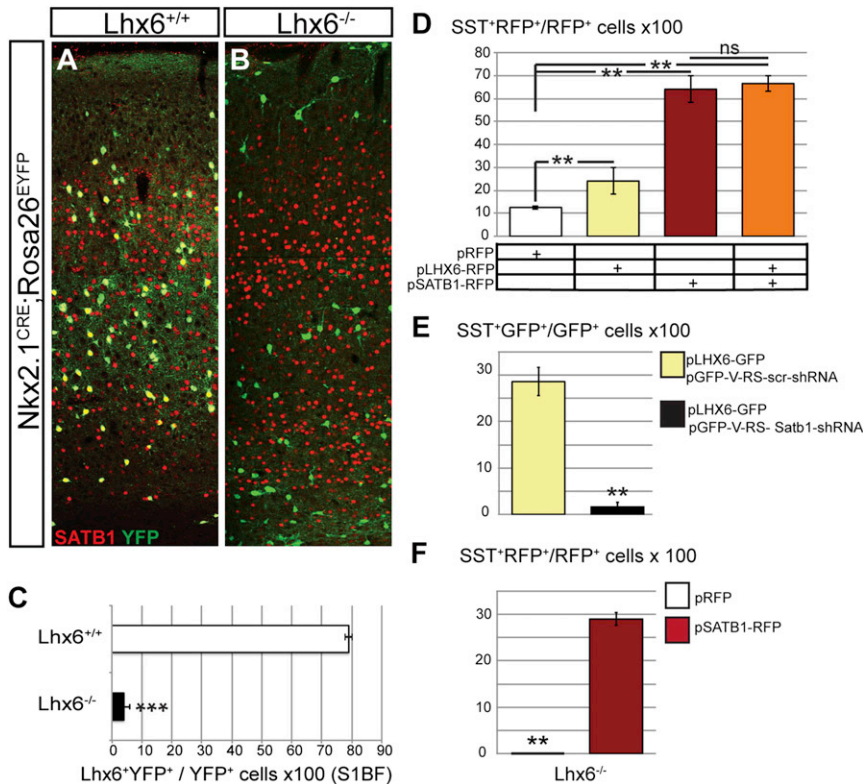 Lhx6+/+
Lhx6-/-
A
B
Nkx2.1CRE;Rosa26EYFP
SATB1 YFP
C
Lhx6+/+
Lhx6-/-
***
0 10 20 30 40 50 60 70 80 90
Lhx6+YFP+ / YFP+ cells x100 (S1BF)
D
SST+RFP+/RFP+ cells x100
80
70
60
50
40
30
20
10
0
ns
**
**
**
pRFP +
pLHX6-RFP + +
pSATB1-RFP + +
E
SST+GFP+/GFP+ cells x100
30
20
10
0
**
pLHX6-GFP
pGFP-V-RS-scr-shRNA
pLHX6-GFP
pGFP-V-RS- Satb1-shRNA
F
SST+RFP+/RFP+ cells x 100
30
20
10
0
**
Lhx6-/-
pRFP
pSATB1-RFP